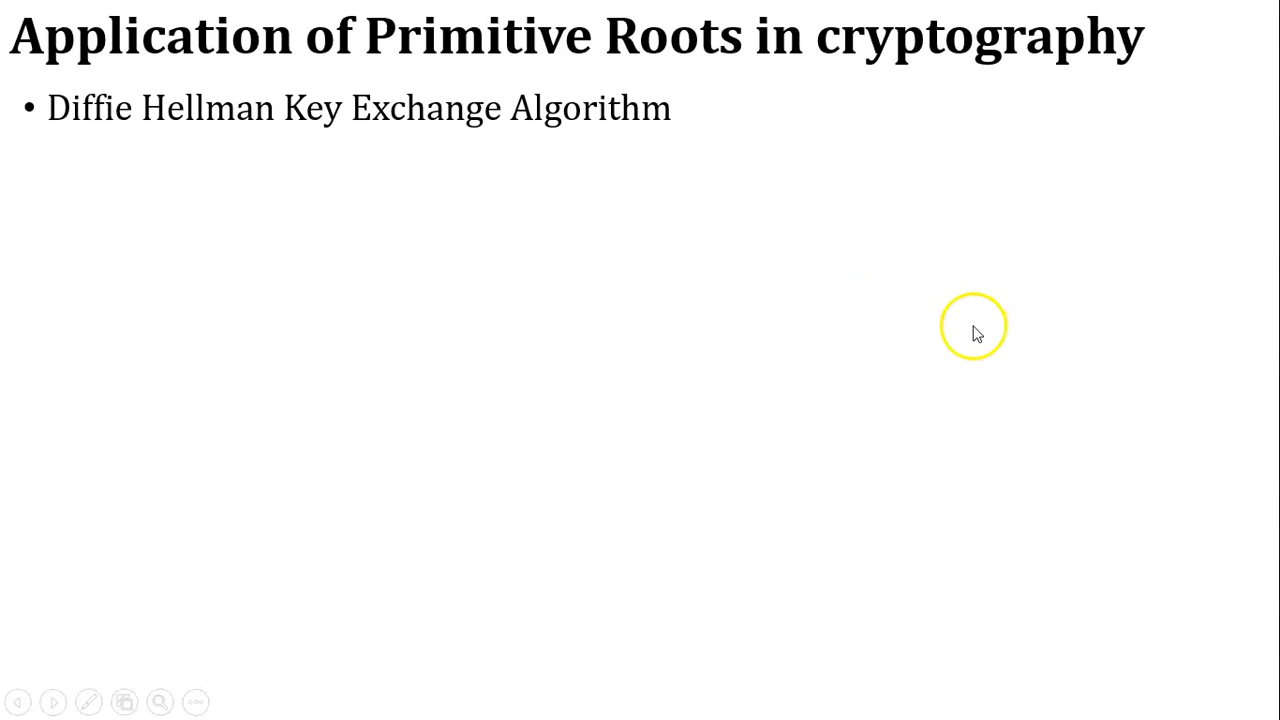 Application of Primitive Roots in cryptography
• Diffie Hellman Key Exchange Algorithm